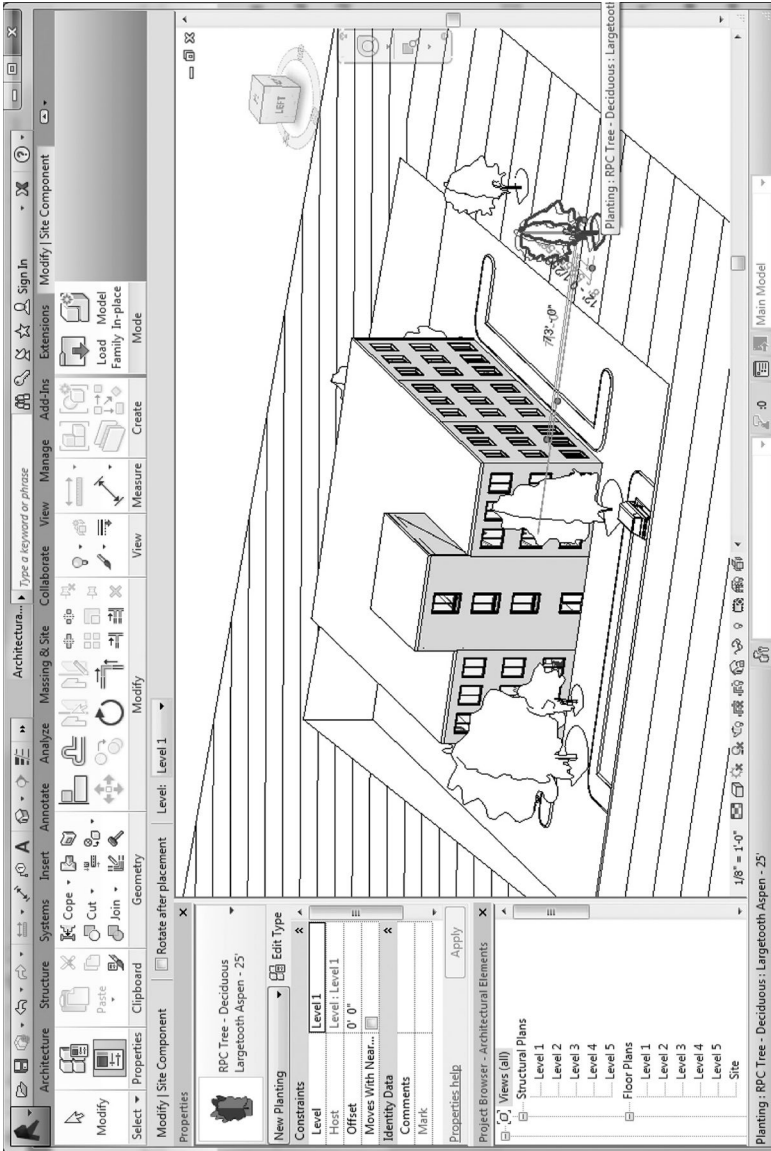 Architectura...
Type a keyword or phrase
Sign In
Architecture Structure Systems Insert Annotate Analyze Massing & Site Collaborate View Manage Add-Ins Extensions Modify | Site Component
Modify
Paste
Cope
Cut
Join
Load Family
Model In-place
Select Properties Clipboard Geometry Modify View Measure Create Mode
Modify | Site Component
Rotate after placement
Level: Level 1
Properties
RPC Tree - Deciduous
Largetooth Aspen - 25'
New Planting
Edit Type
Constraints
Level Level 1
Host Level : Level 1
Offset 0' 0"
Moves With Near...
Identity Data
Comments
Mark
Properties help
Apply
Project Browser - Architectural Elements
Views (all)
Structural Plans
Level 1
Level 2
Level 3
Level 4
Level 5
Floor Plans
Level 1
Level 2
Level 3
Level 4
Level 5
Site
LEFT
73' - 0"
Planting : RPC Tree - Deciduous : Largetooth
1/8" = 1'-0"
Planting : RPC Tree - Deciduous : Largetooth Aspen - 25'
:0
Main Model